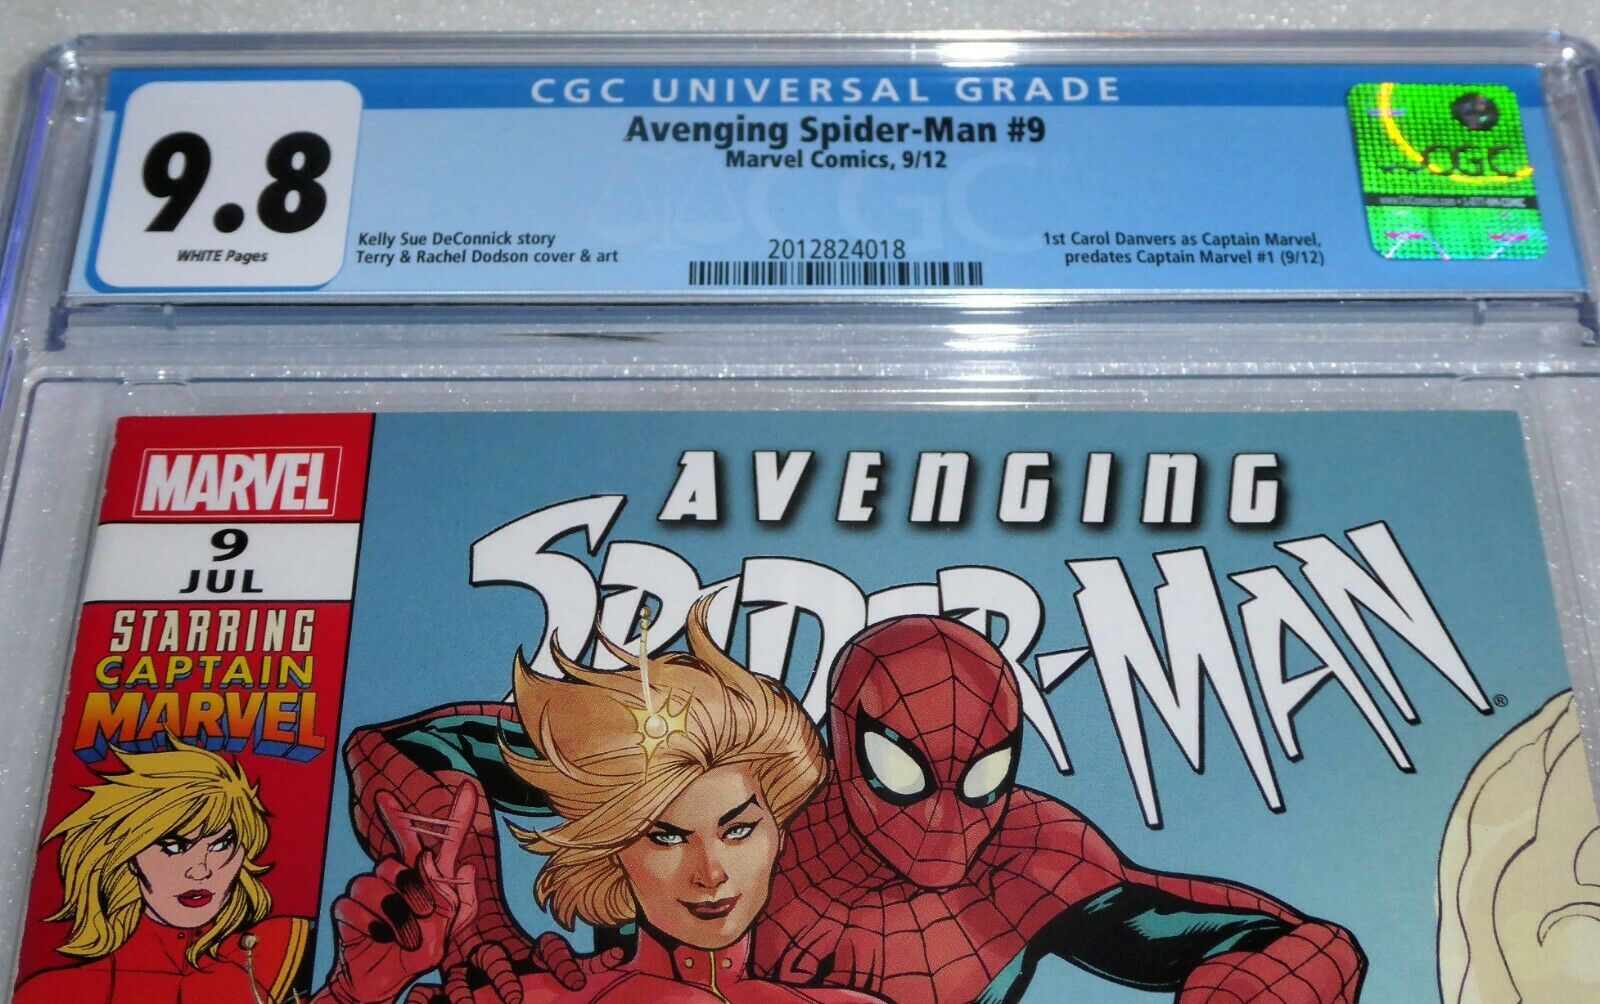 CGC UNIVERSAL GRADE
9.8
WHITE Pages
Avenging Spider-Man #9
Marvel Comics, 9/12
Kelly Sue DeConnick story
Terry & Rachel Dodson cover & art
2012824018
1st Carol Danvers as Captain Marvel,
predates Captain Marvel #1 (9/12)
CGC
CGC
MARVEL
9
JUL
STARRING
CAPTAIN
MARVEL
AVENGING
SPIDER-MAN®